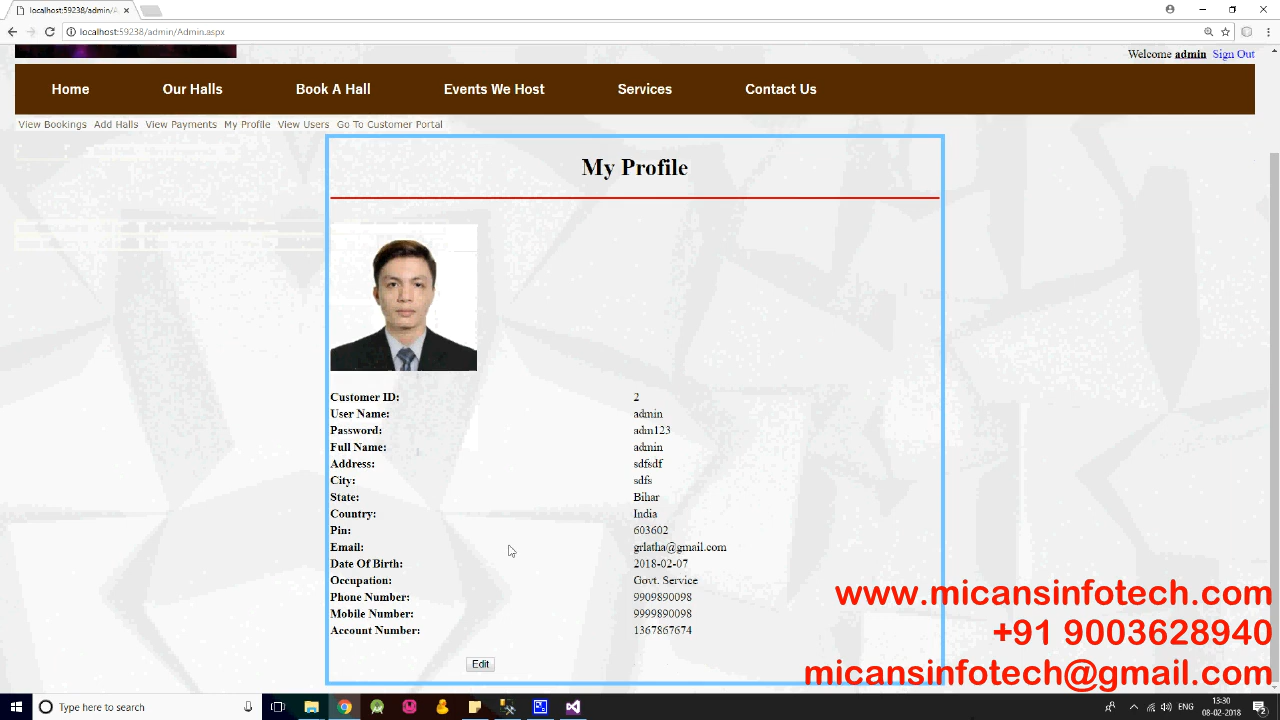 localhost:59238/admin/A
localhost:59238/admin/Admin.aspx
Welcome admin Sign Out
Home Our Halls Book A Hall Events We Host Services Contact Us
View Bookings Add Halls View Payments My Profile View Users Go To Customer Portal
My Profile
Customer ID: 2
User Name: admin
Password: adm123
Full Name: admin
Address: sdfsdf
City: sdfs
State: Bihar
Country: India
Pin: 603602
Email: grlatha@gmail.com
Date Of Birth: 2018-02-07
Occupation: Govt. Service
Phone Number: 9909890098
Mobile Number: 9999890098
Account Number: 1367867674
Edit
www.micansinfotech.com
+91 9003628940
micansinfotech@gmail.com
Type here to search
ENG
13:30
08-02-2018
2